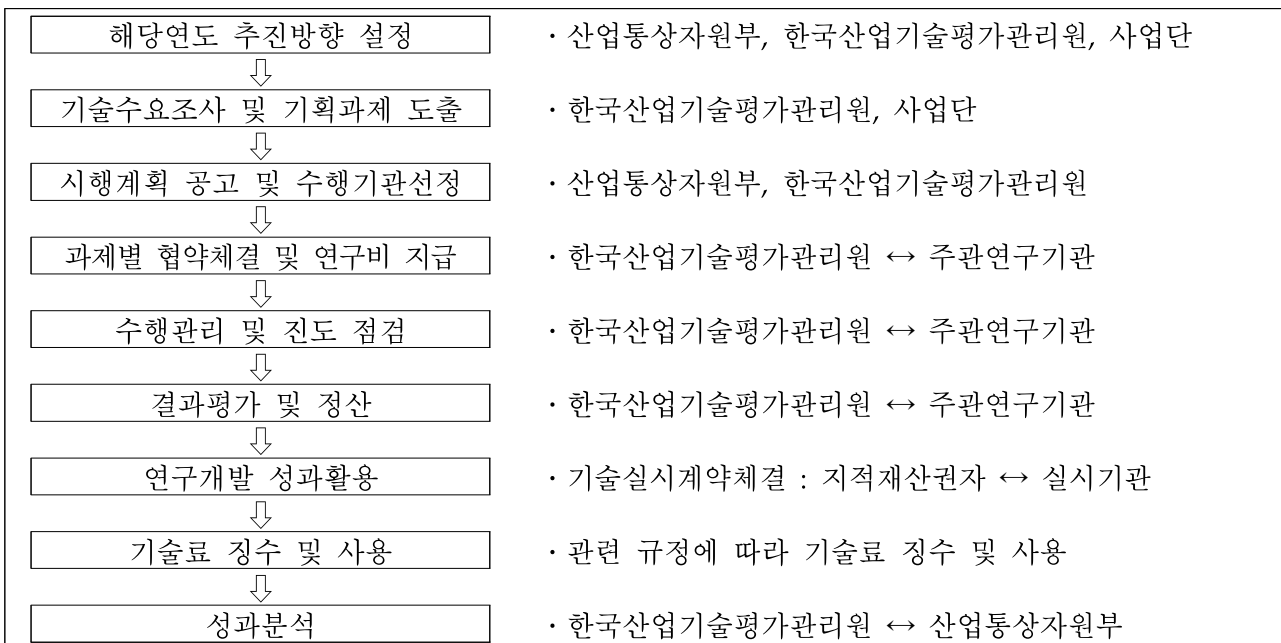 해당연도 추진방향 설정 · 산업통상자원부, 한국산업기술평가관리원, 사업단
기술수요조사 및 기획과제 도출 · 한국산업기술평가관리원, 사업단
시행계획 공고 및 수행기관선정 · 산업통상자원부, 한국산업기술평가관리원
과제별 협약체결 및 연구비 지급 · 한국산업기술평가관리원 ↔ 주관연구기관
수행관리 및 진도 점검 · 한국산업기술평가관리원 ↔ 주관연구기관
결과평가 및 정산 · 한국산업기술평가관리원 ↔ 주관연구기관
연구개발 성과활용 · 기술실시계약체결 : 지적재산권자 ↔ 실시기관
기술료 징수 및 사용 · 관련 규정에 따라 기술료 징수 및 사용
성과분석 · 한국산업기술평가관리원 ↔ 산업통상자원부